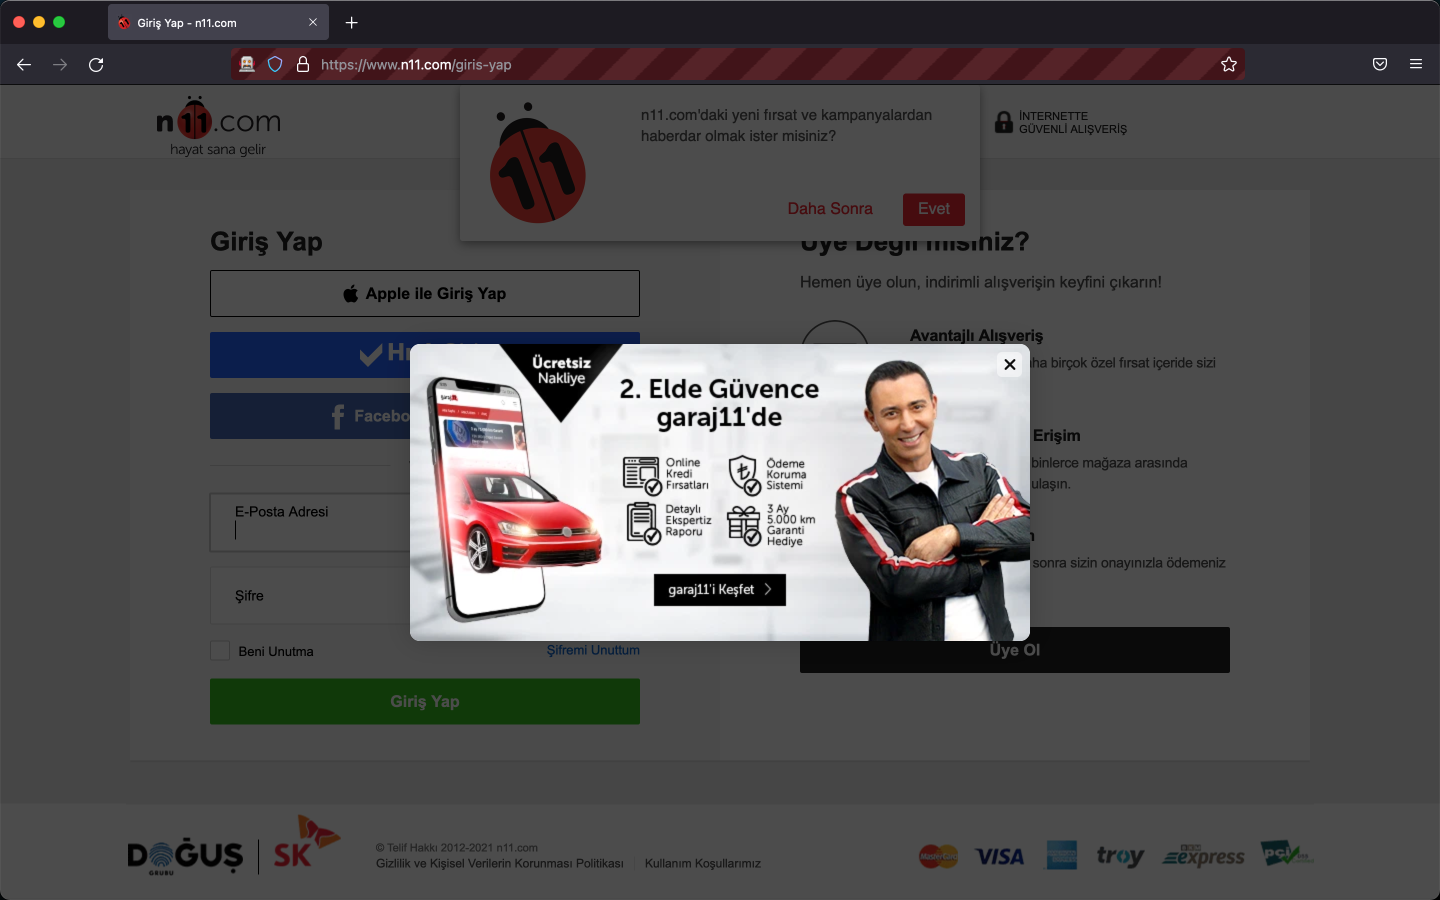 Giriş Yap - n11.com
https://www.n11.com/giris-yap
n11.com
hayat sana gelir
n11.com'daki yeni fırsat ve kampanyalardan
haberdar olmak ister misiniz?
Daha Sonra
Evet
İNTERNETTE
GÜVENLİ ALIŞVERİŞ
Giriş Yap
Apple ile Giriş Yap
E-Posta Adresi
Şifre
Beni Unutma
Şifremi Unuttum
Giriş Yap
Üye Değil misiniz?
Hemen üye olun, indirimli alışverişin keyfini çıkarın!
Avantajlı Alışveriş
birçok özel fırsat içeride sizi
Erişim
binlerce mağaza arasında
ulaşın.
sonra sizin onayınızla ödemeniz
Üye Ol
Ücretsiz
Nakliye
2. Elde Güvence
garaj11'de
Online
Kredi
Fırsatları
Ödeme
Koruma
Sistemi
Detaylı
Ekspertiz
Raporu
3 Ay
5.000 km
Garanti
Hediye
garaj11'i Keşfet
DOĞUŞ
GRUBU
SK
© Telif Hakkı 2012-2021 n11.com
Gizlilik ve Kişisel Verilerin Korunması Politikası
Kullanım Koşullarımız
MasterCard
VISA
troy
express
PCI